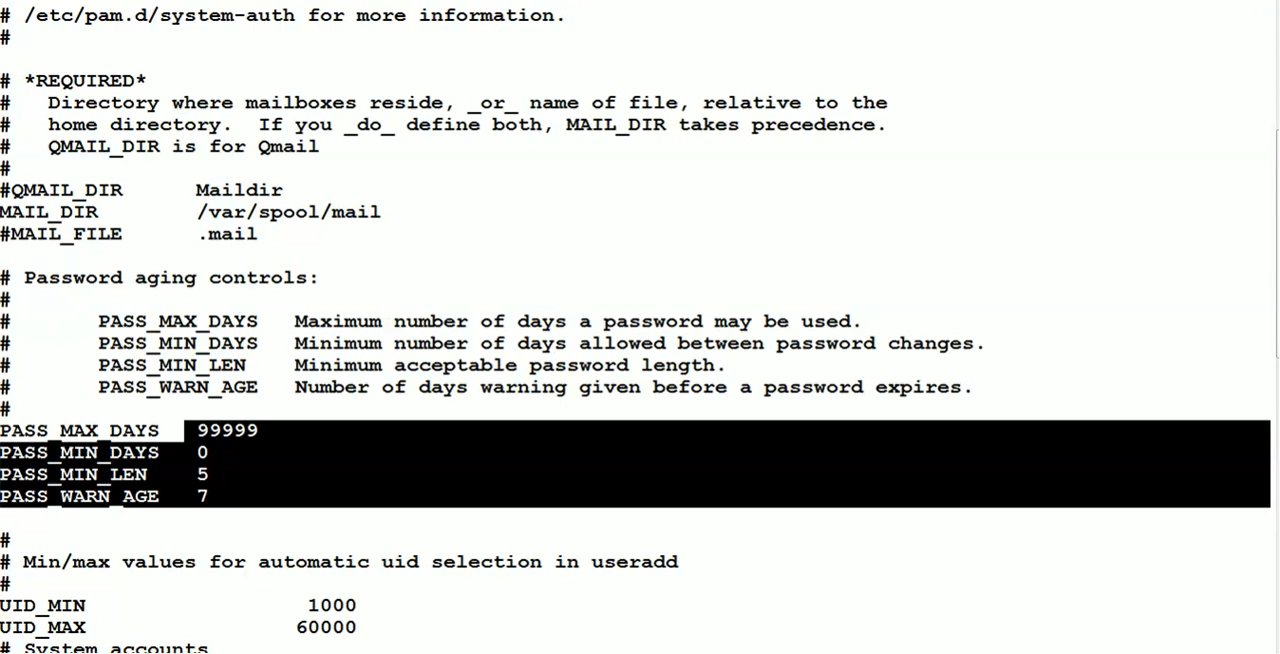 # /etc/pam.d/system-auth for more information.
#
# *REQUIRED*
#   Directory where mailboxes reside, _or_ name of file, relative to the
#   home directory.  If you _do_ define both, MAIL_DIR takes precedence.
#   QMAIL_DIR is for Qmail
#
#QMAIL_DIR      Maildir
MAIL_DIR        /var/spool/mail
#MAIL_FILE      .mail
# Password aging controls:
#
#       PASS_MAX_DAYS   Maximum number of days a password may be used.
#       PASS_MIN_DAYS   Minimum number of days allowed between password changes.
#       PASS_MIN_LEN    Minimum acceptable password length.
#       PASS_WARN_AGE   Number of days warning given before a password expires.
#
PASS_MAX_DAYS   99999
PASS_MIN_DAYS   0
PASS_MIN_LEN    5
PASS_WARN_AGE   7
#
# Min/max values for automatic uid selection in useradd
#
UID_MIN                  1000
UID_MAX                 60000
# System accounts